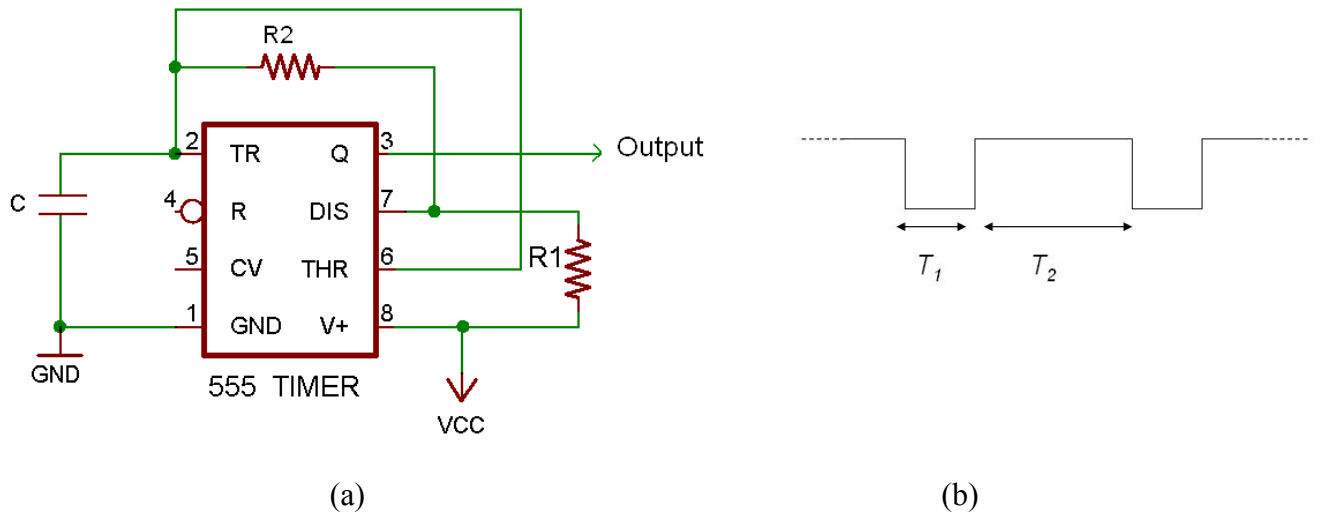 R2
2 TR Q 3 Output
C
4 R DIS 7
R1
5 CV THR 6
1 GND V+ 8
GND
555 TIMER
VCC
T1 T2
(a) (b)